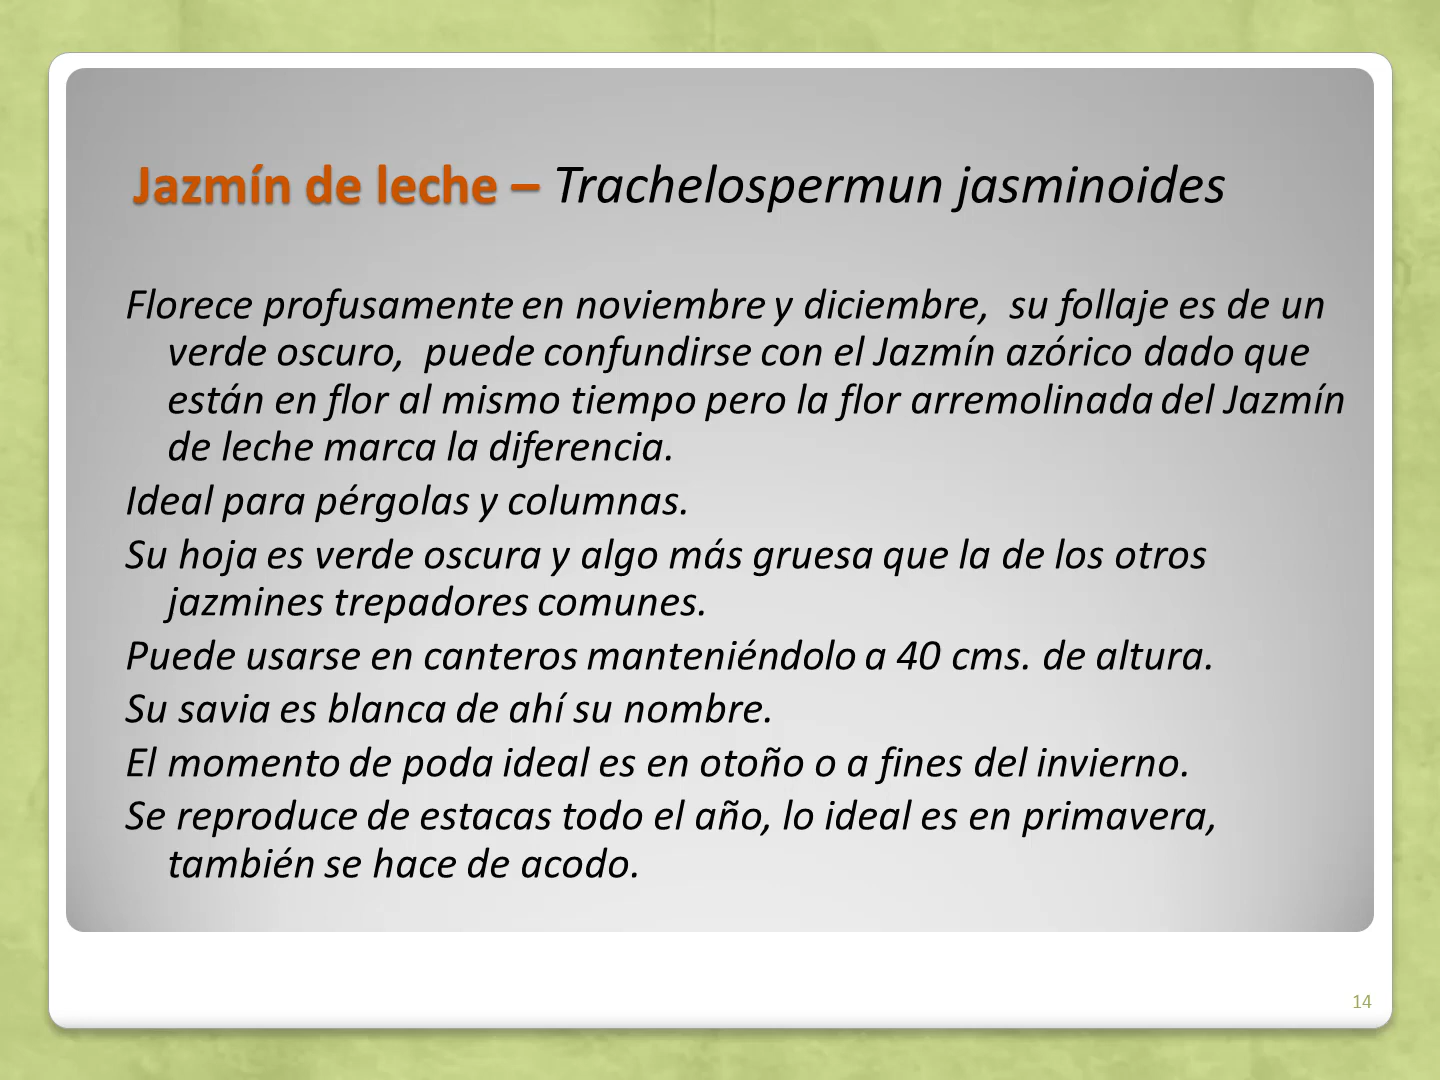 Jazmín de leche – Trachelospermun jasminoides
Florece profusamente en noviembre y diciembre, su follaje es de un
verde oscuro, puede confundirse con el Jazmín azórico dado que
están en flor al mismo tiempo pero la flor arremolinada del Jazmín
de leche marca la diferencia.
Ideal para pérgolas y columnas.
Su hoja es verde oscura y algo más gruesa que la de los otros
jazmines trepadores comunes.
Puede usarse en canteros manteniéndolo a 40 cms. de altura.
Su savia es blanca de ahí su nombre.
El momento de poda ideal es en otoño o a fines del invierno.
Se reproduce de estacas todo el año, lo ideal es en primavera,
también se hace de acodo.
14